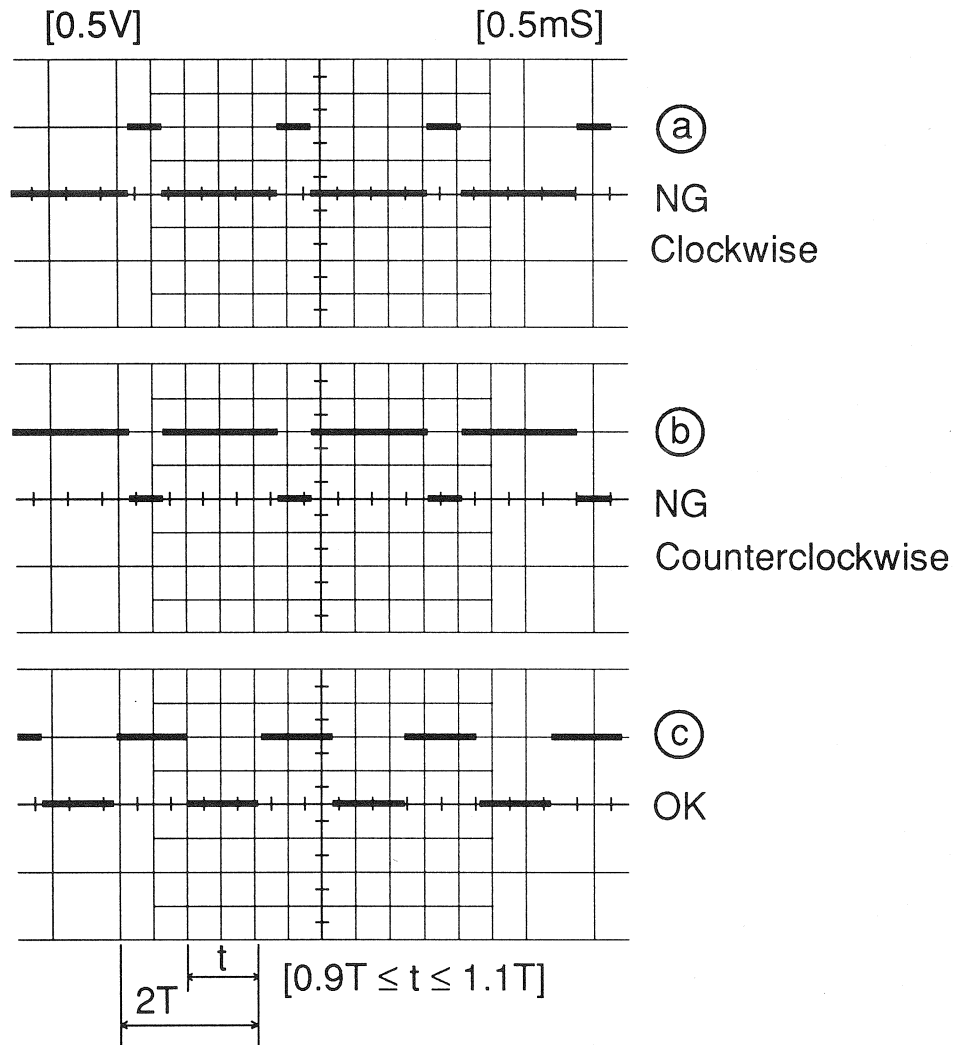 [0.5V] [0.5mS]
a
NG
Clockwise
b
NG
Counterclockwise
c
OK
t
[0.9T ≤ t ≤ 1.1T]
2T